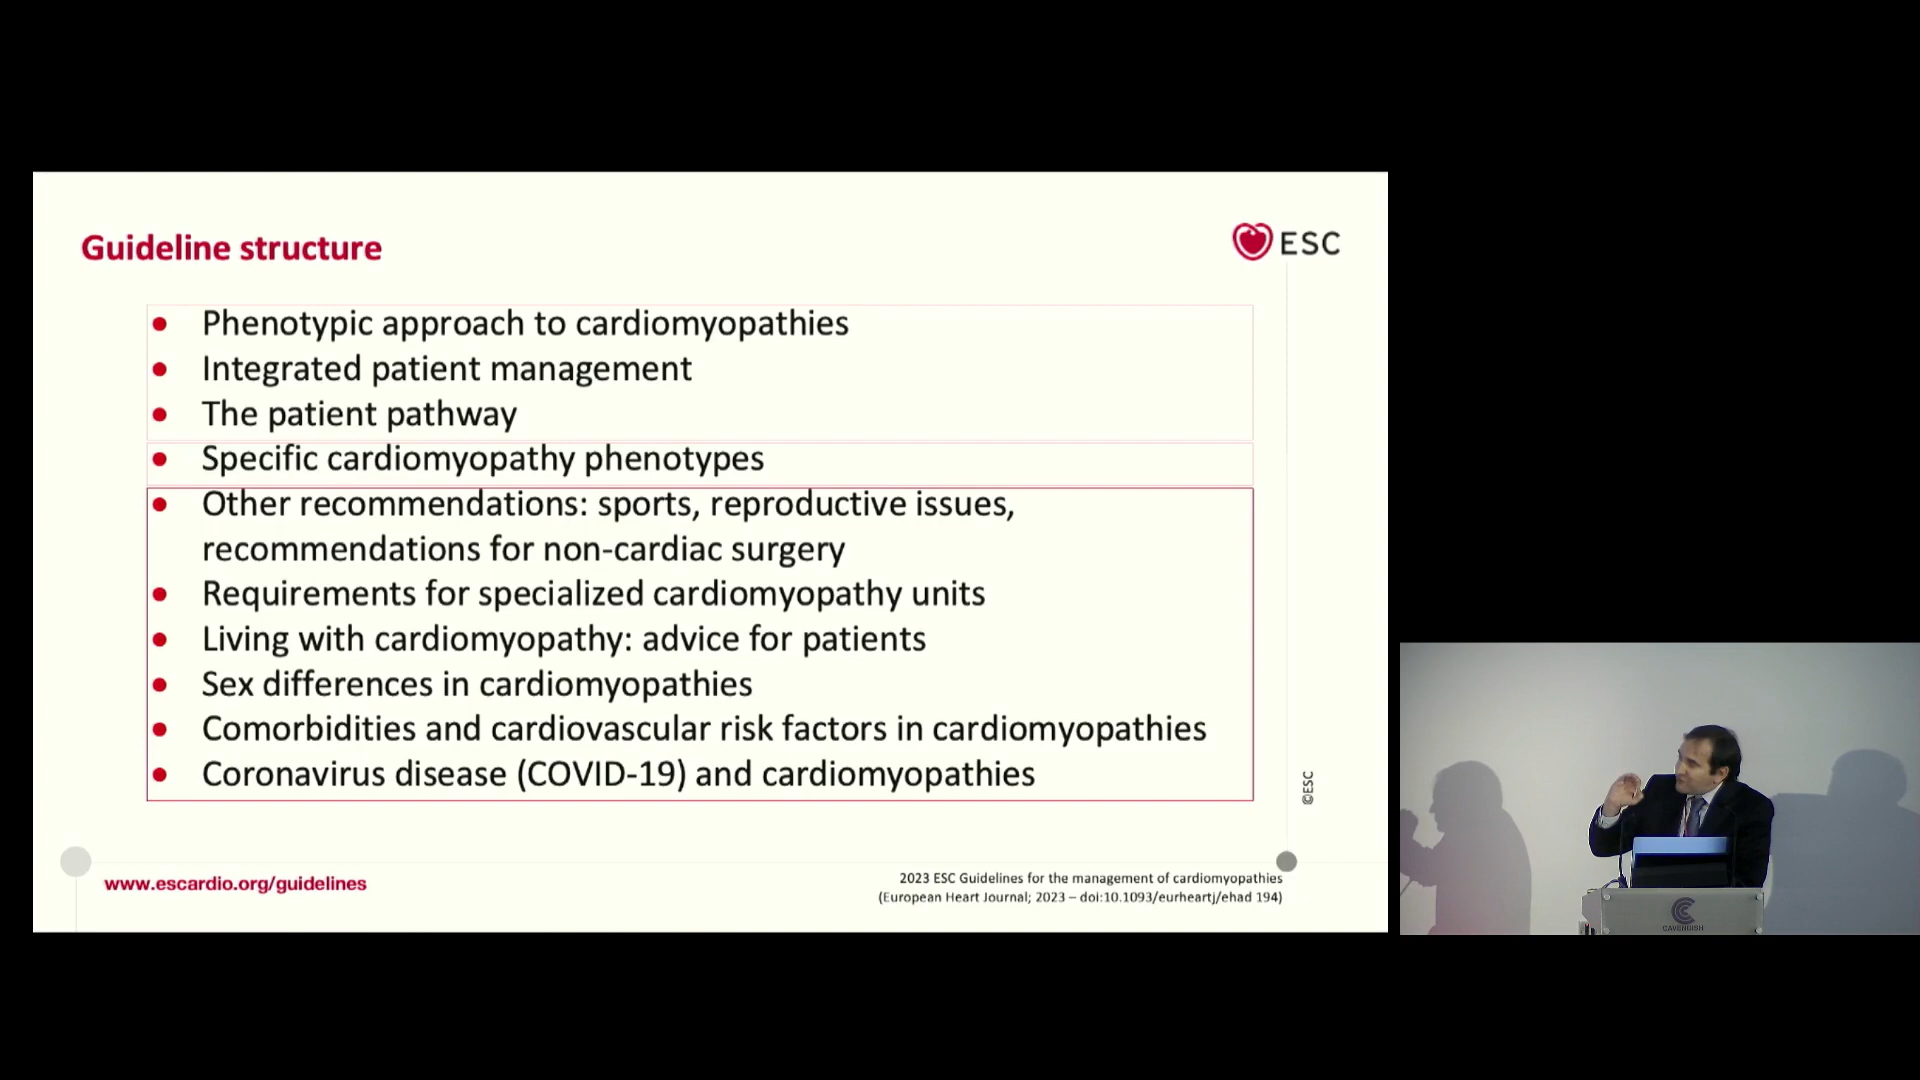 Guideline structure
ESC
• Phenotypic approach to cardiomyopathies
• Integrated patient management
• The patient pathway
• Specific cardiomyopathy phenotypes
• Other recommendations: sports, reproductive issues,
recommendations for non-cardiac surgery
• Requirements for specialized cardiomyopathy units
• Living with cardiomyopathy: advice for patients
• Sex differences in cardiomyopathies
• Comorbidities and cardiovascular risk factors in cardiomyopathies
• Coronavirus disease (COVID-19) and cardiomyopathies
©ESC
www.escardio.org/guidelines
2023 ESC Guidelines for the management of cardiomyopathies
(European Heart Journal; 2023 – doi:10.1093/eurheartj/ehad 194)
CAVENDISH